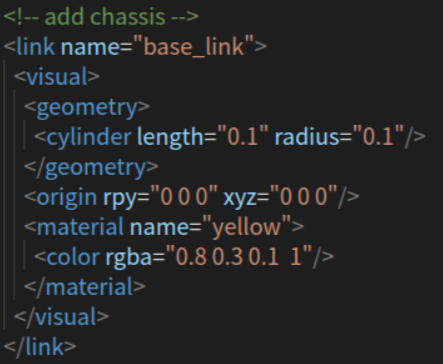 <!-- add chassis -->
<link name="base_link">
<visual>
<geometry>
<cylinder length="0.1" radius="0.1"/>
</geometry>
<origin rpy="0 0 0" xyz="0 0 0"/>
<material name="yellow">
<color rgba="0.8 0.3 0.1 1"/>
</material>
</visual>
</link>